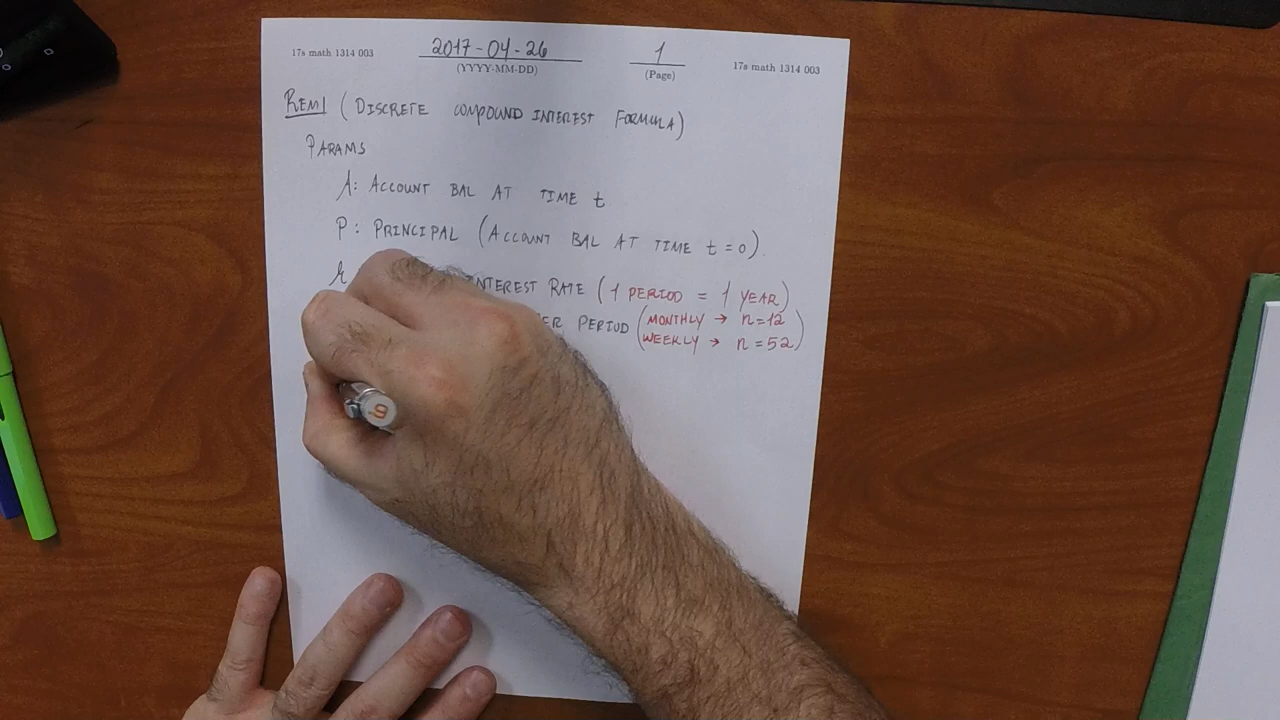 17s math 1314 003 2017-04-26 1 17s math 1314 003
(YYYY-MM-DD) (Page)
REM1 (DISCRETE COMPOUND INTEREST FORMULA)
PARAMS
A: ACCOUNT BAL AT TIME t
P: PRINCIPAL (ACCOUNT BAL AT TIME t=0).
r INTEREST RATE (1 PERIOD = 1 YEAR)
PER PERIOD (MONTHLY → n=12
WEEKLY → n=52)